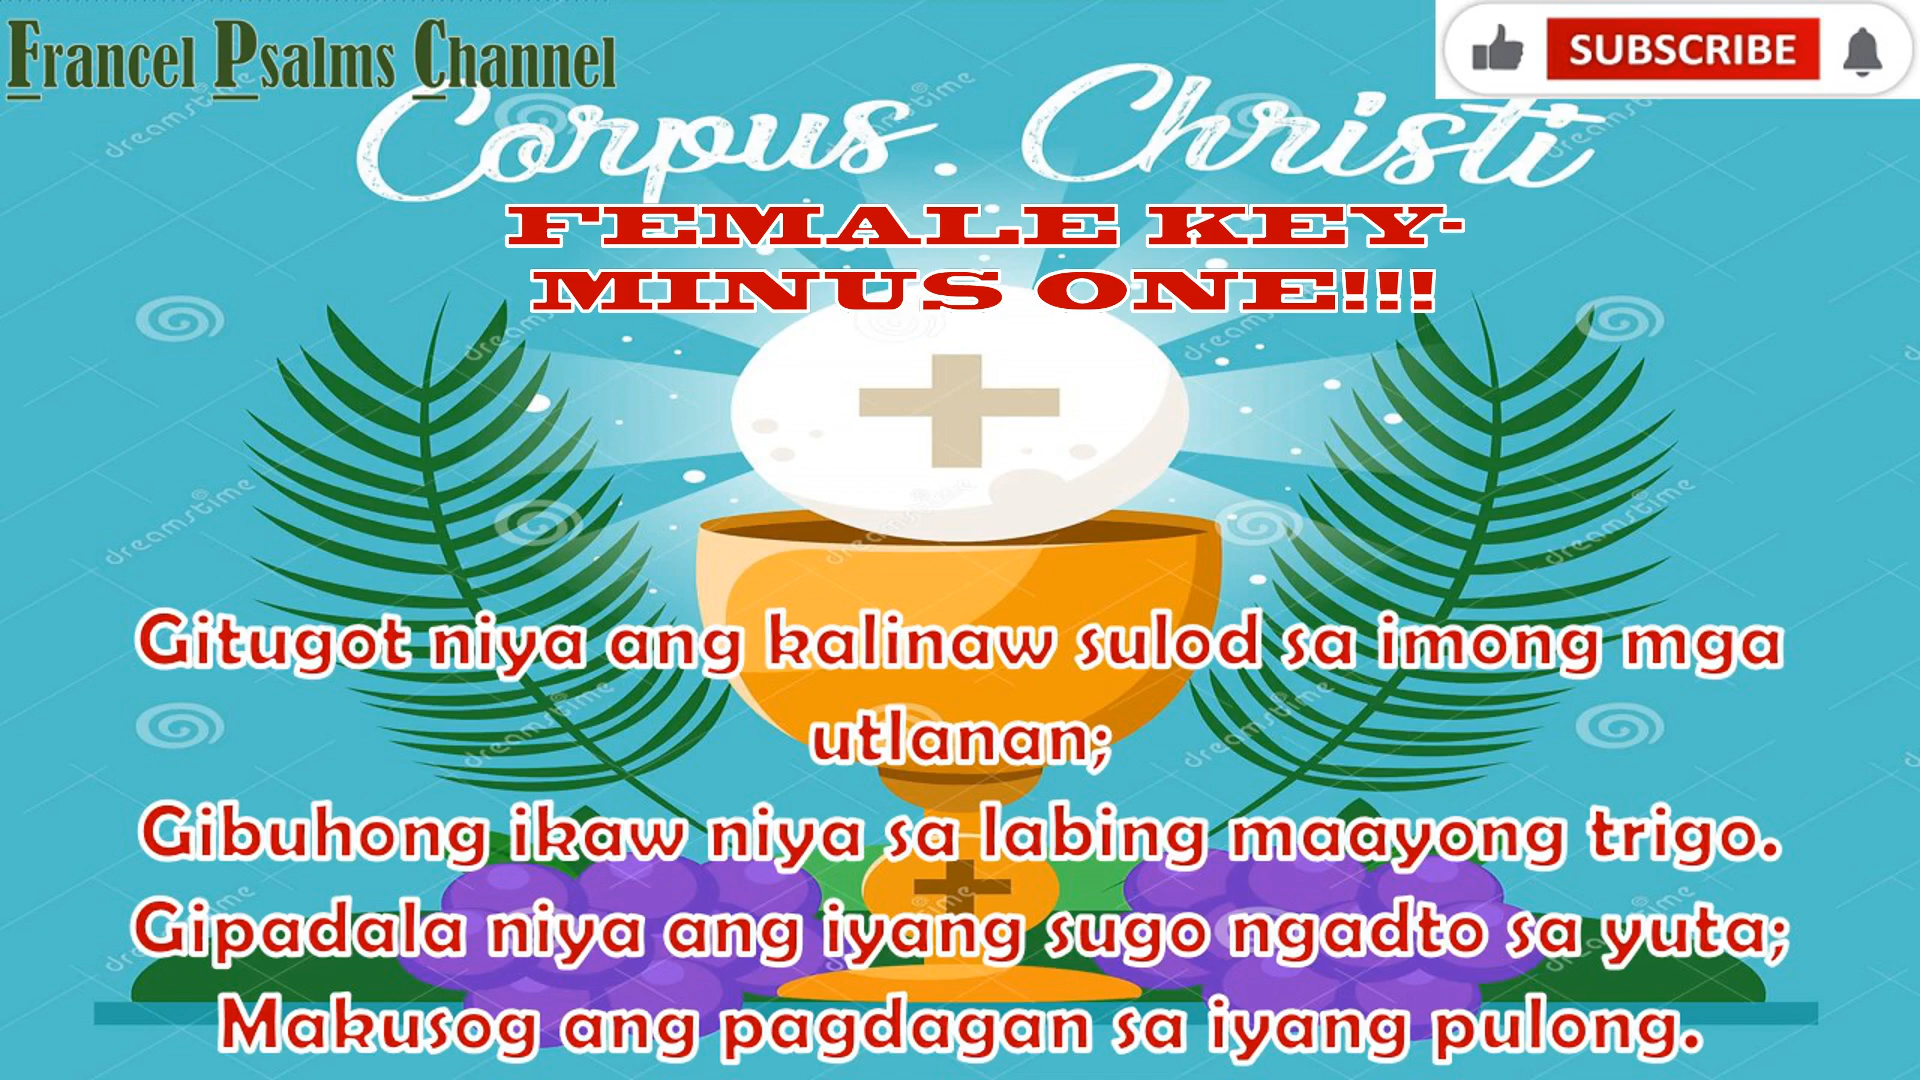 Francel Psalms Channel
SUBSCRIBE
Corpus . Christi
FEMALE KEY-
MINUS ONE!!!
Gitugot niya ang kalinaw sulod sa imong mga
utlanan;
Gibuhong ikaw niya sa labing maayong trigo.
Gipadala niya ang iyang sugo ngadto sa yuta;
Makusog ang pagdagan sa iyang pulong.
dreamstime